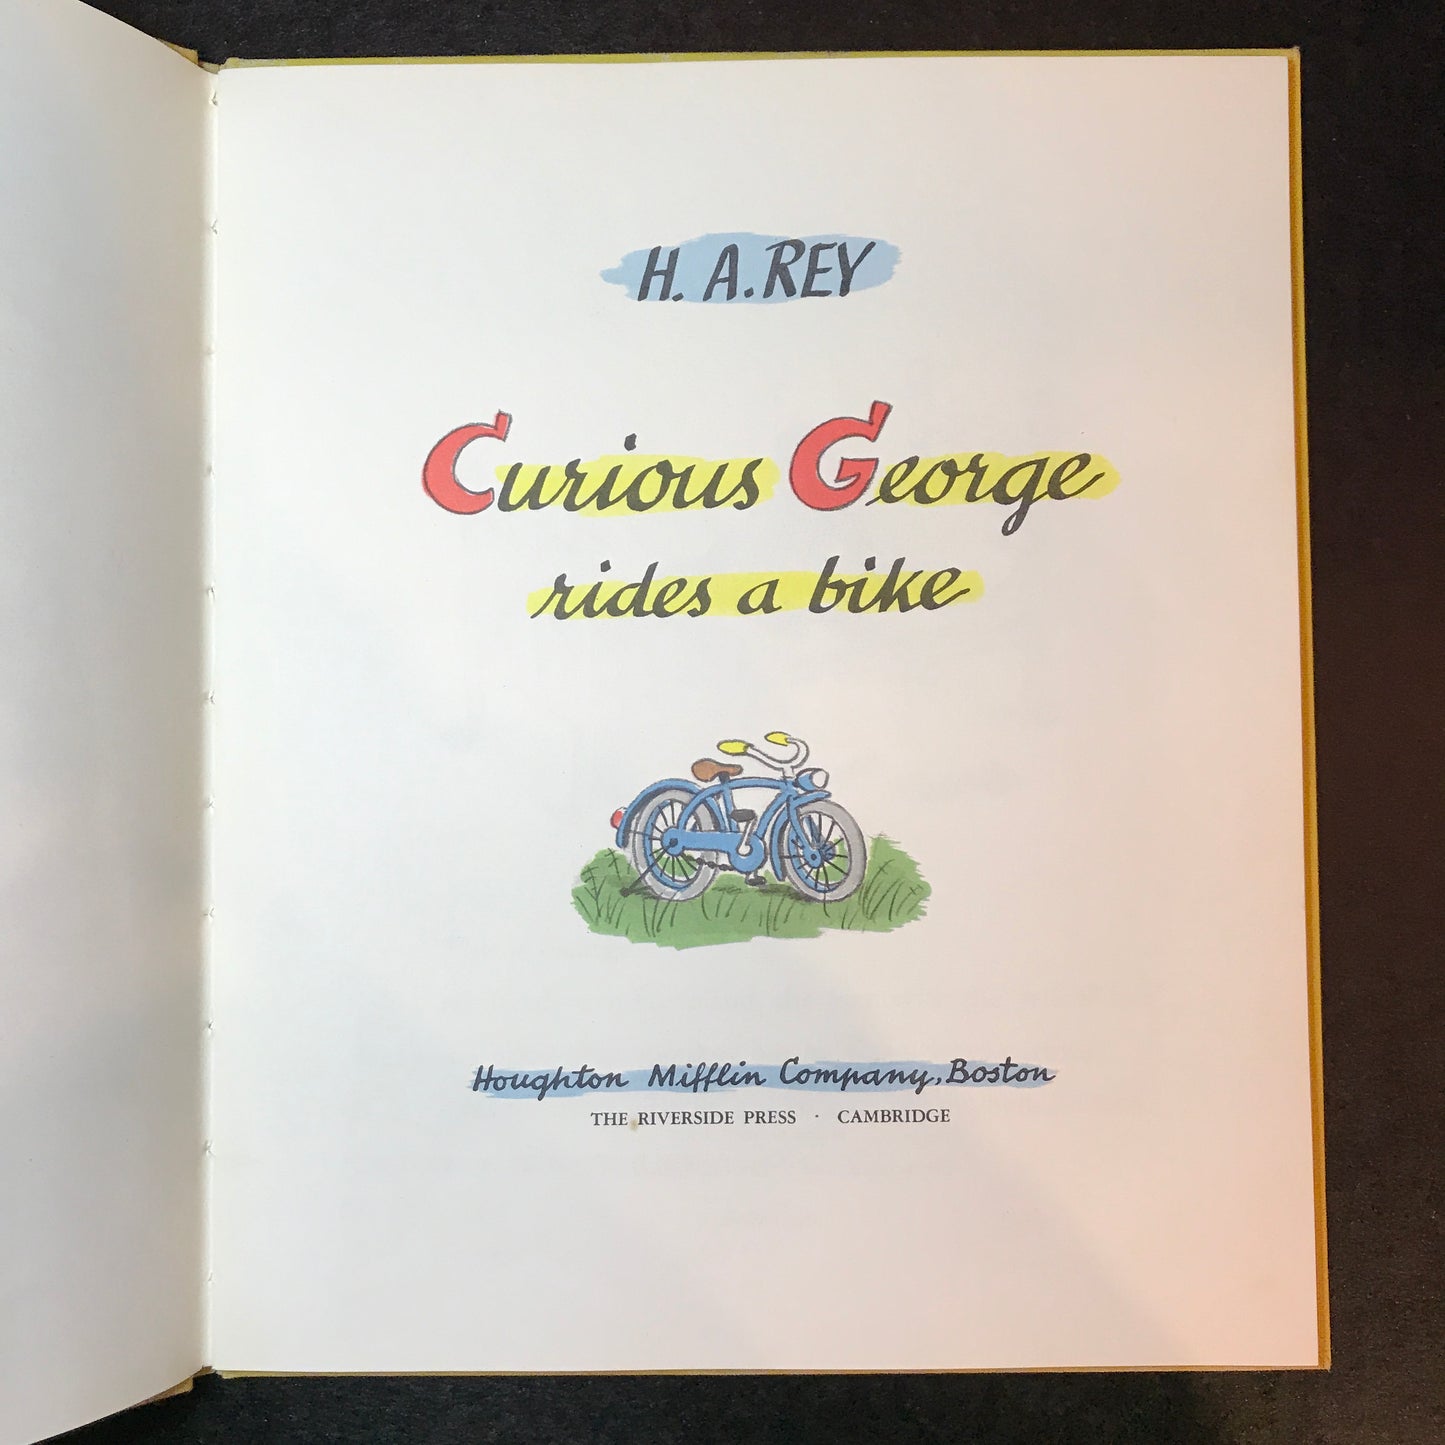 H. A. REY
Curious George
rides a bike
Houghton Mifflin Company, Boston
THE RIVERSIDE PRESS · CAMBRIDGE